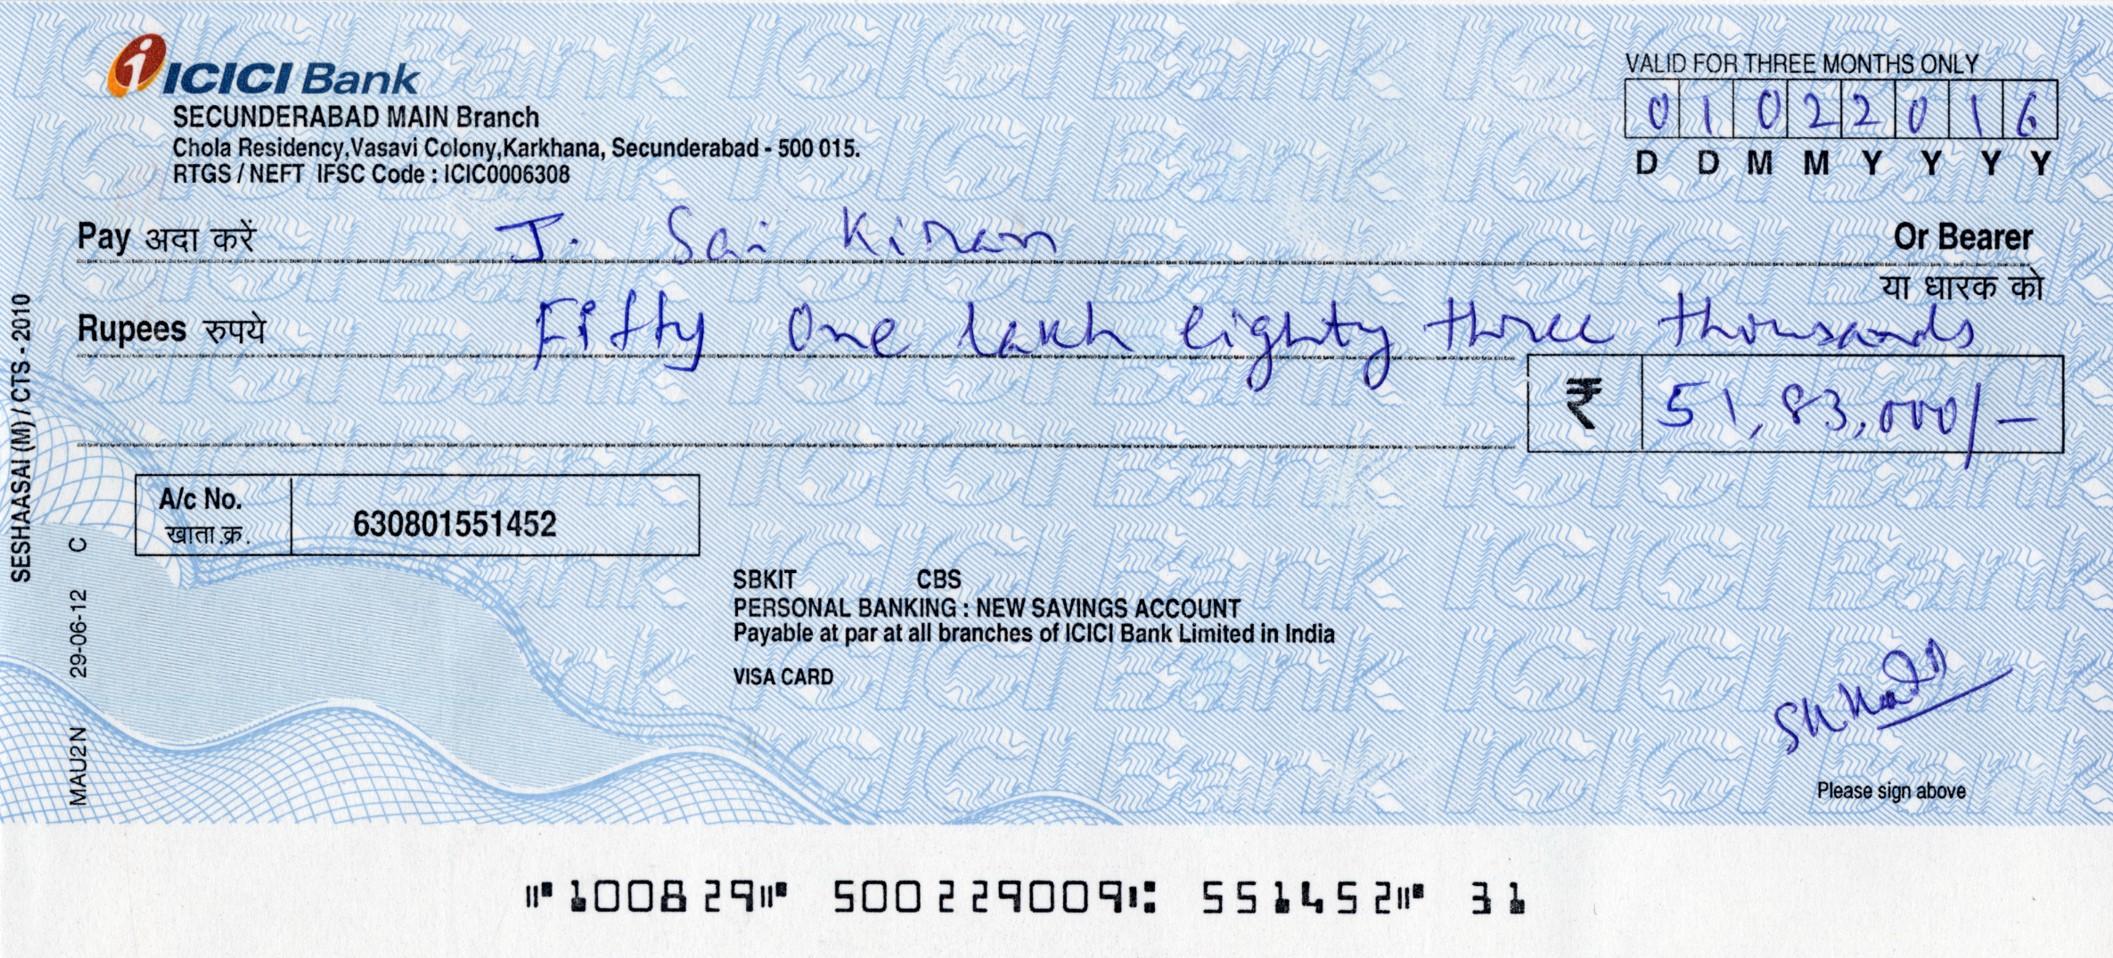 ICICI Bank
SECUNDERABAD MAIN Branch
Chola Residency,Vasavi Colony,Karkhana, Secunderabad - 500 015.
RTGS / NEFT IFSC Code : ICIC0006308
VALID FOR THREE MONTHS ONLY
0 1 0 2 2 0 1 6
D D M M Y Y Y Y
Pay अदा करें J. Sai Kiran Or Bearer
या धारक को
Rupees रुपये Fifty One lakh eighty three thousands
₹ 51,83,000/-
A/c No. 630801551452
खाता.क्र.
SBKIT CBS
PERSONAL BANKING : NEW SAVINGS ACCOUNT
Payable at par at all branches of ICICI Bank Limited in India
VISA CARD
Please sign above
SESHAASAI (M) / CTS - 2010
MAU2N 29-06-12 C
⑈100829⑈ 500229009⑆ 551452⑈ 31